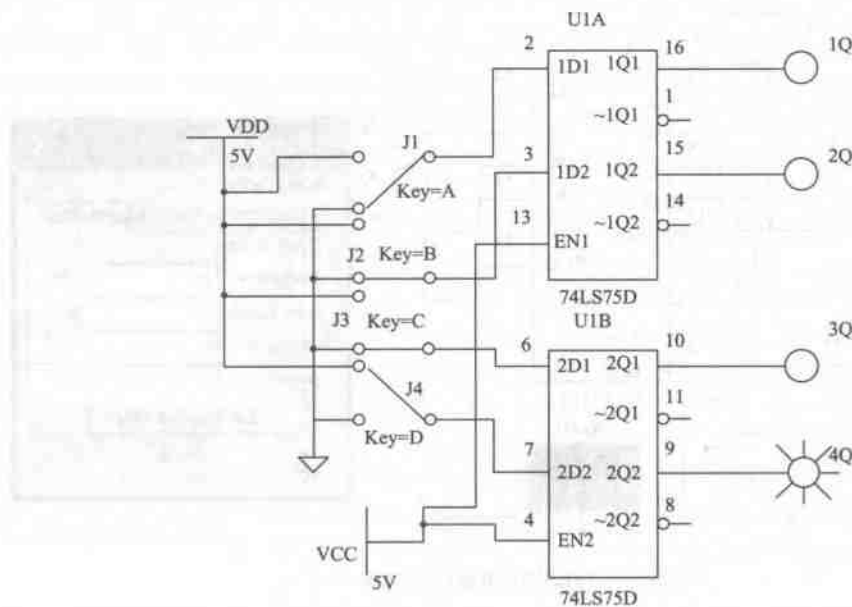 U1A
2 16 1Q
1D1 1Q1
1
~1Q1
VDD
5V J1
3 15
1D2 1Q2 2Q
Key=A
14
13 ~1Q2
EN1
J2 Key=B
74LS75D
J3 Key=C U1B
6 10 3Q
2D1 2Q1
J4 11
~2Q1
Key=D
7 9 4Q
2D2 2Q2
8
4 ~2Q2
VCC EN2
5V
74LS75D